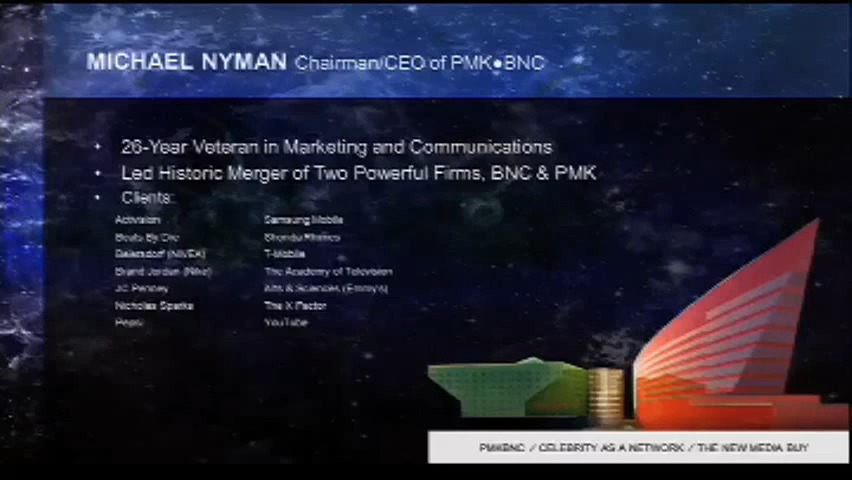 MICHAEL NYMAN Chairman/CEO of PMK●BNC
• 26-Year Veteran in Marketing and Communications
• Led Historic Merger of Two Powerful Firms, BNC & PMK
• Clients:
Activision
Beats By Dre
Beiersdorf (NIVEA)
Brand Jordan (Nike)
JC Penney
Nicholas Sparks
Pepsi
Samsung Mobile
Shonda Rhimes
T-Mobile
The Academy of Television
Arts & Sciences (Emmy's)
The X Factor
YouTube
PMKBNC // CELEBRITY AS A NETWORK // THE NEW MEDIA BUY